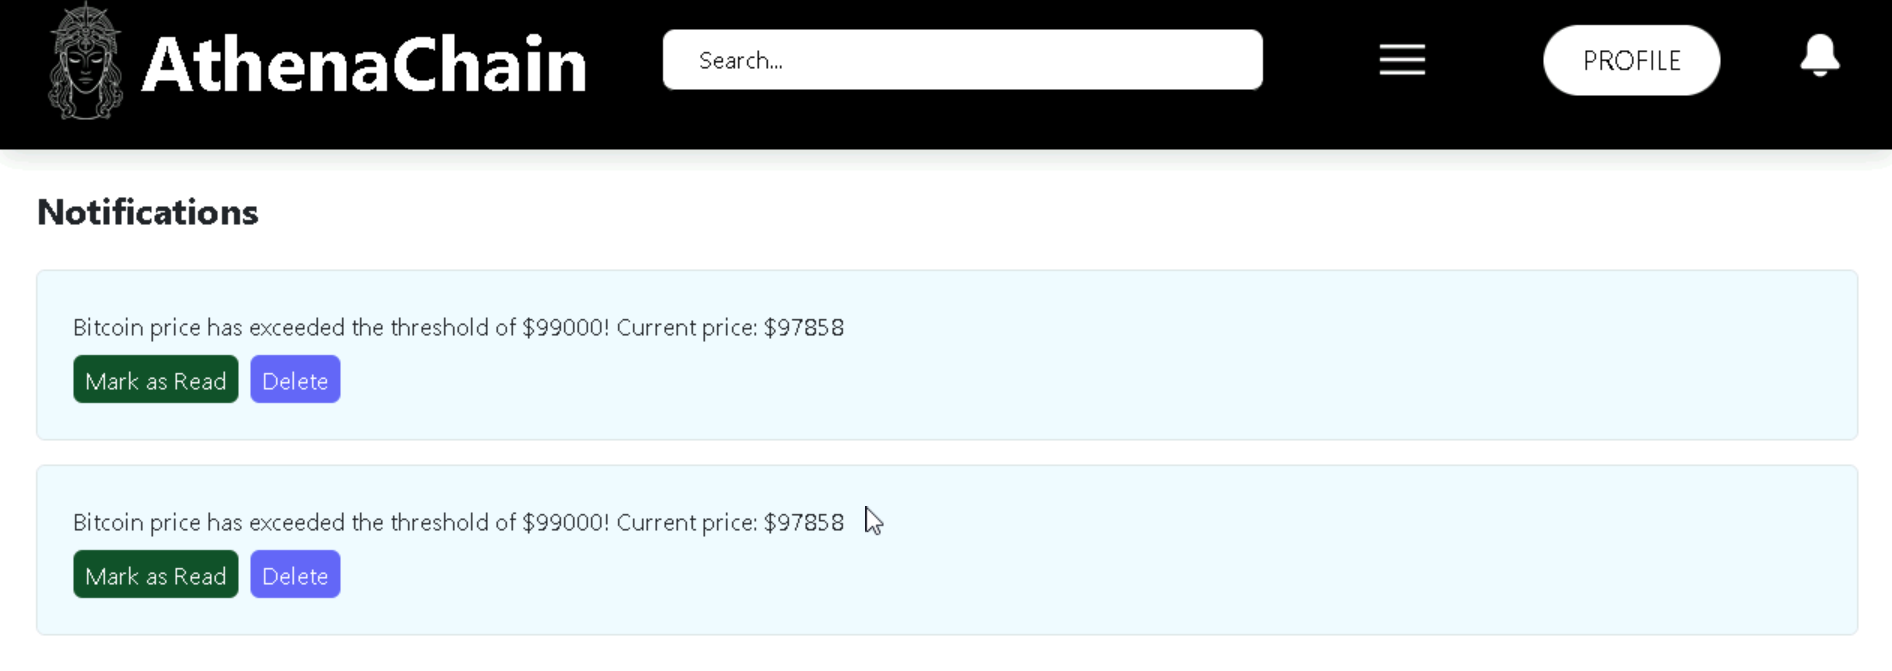 AthenaChain
Search...
PROFILE
Notifications
Bitcoin price has exceeded the threshold of $99000! Current price: $97858
Mark as Read Delete
Bitcoin price has exceeded the threshold of $99000! Current price: $97858
Mark as Read Delete